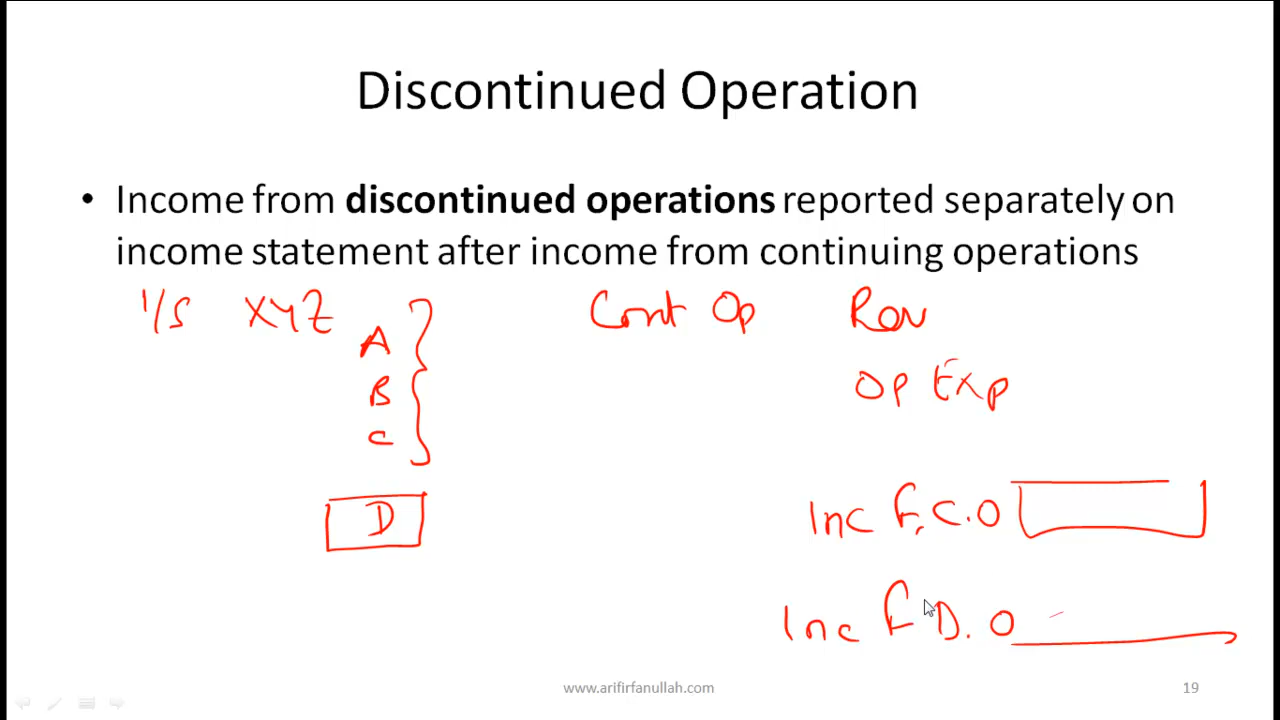 Discontinued Operation
• Income from discontinued operations reported separately on
income statement after income from continuing operations
I/S XYZ
A
B
C
D
Cont Op Rev
Op Exp
Inc F.C.O
Inc F D.O
www.arifirfanullah.com
19